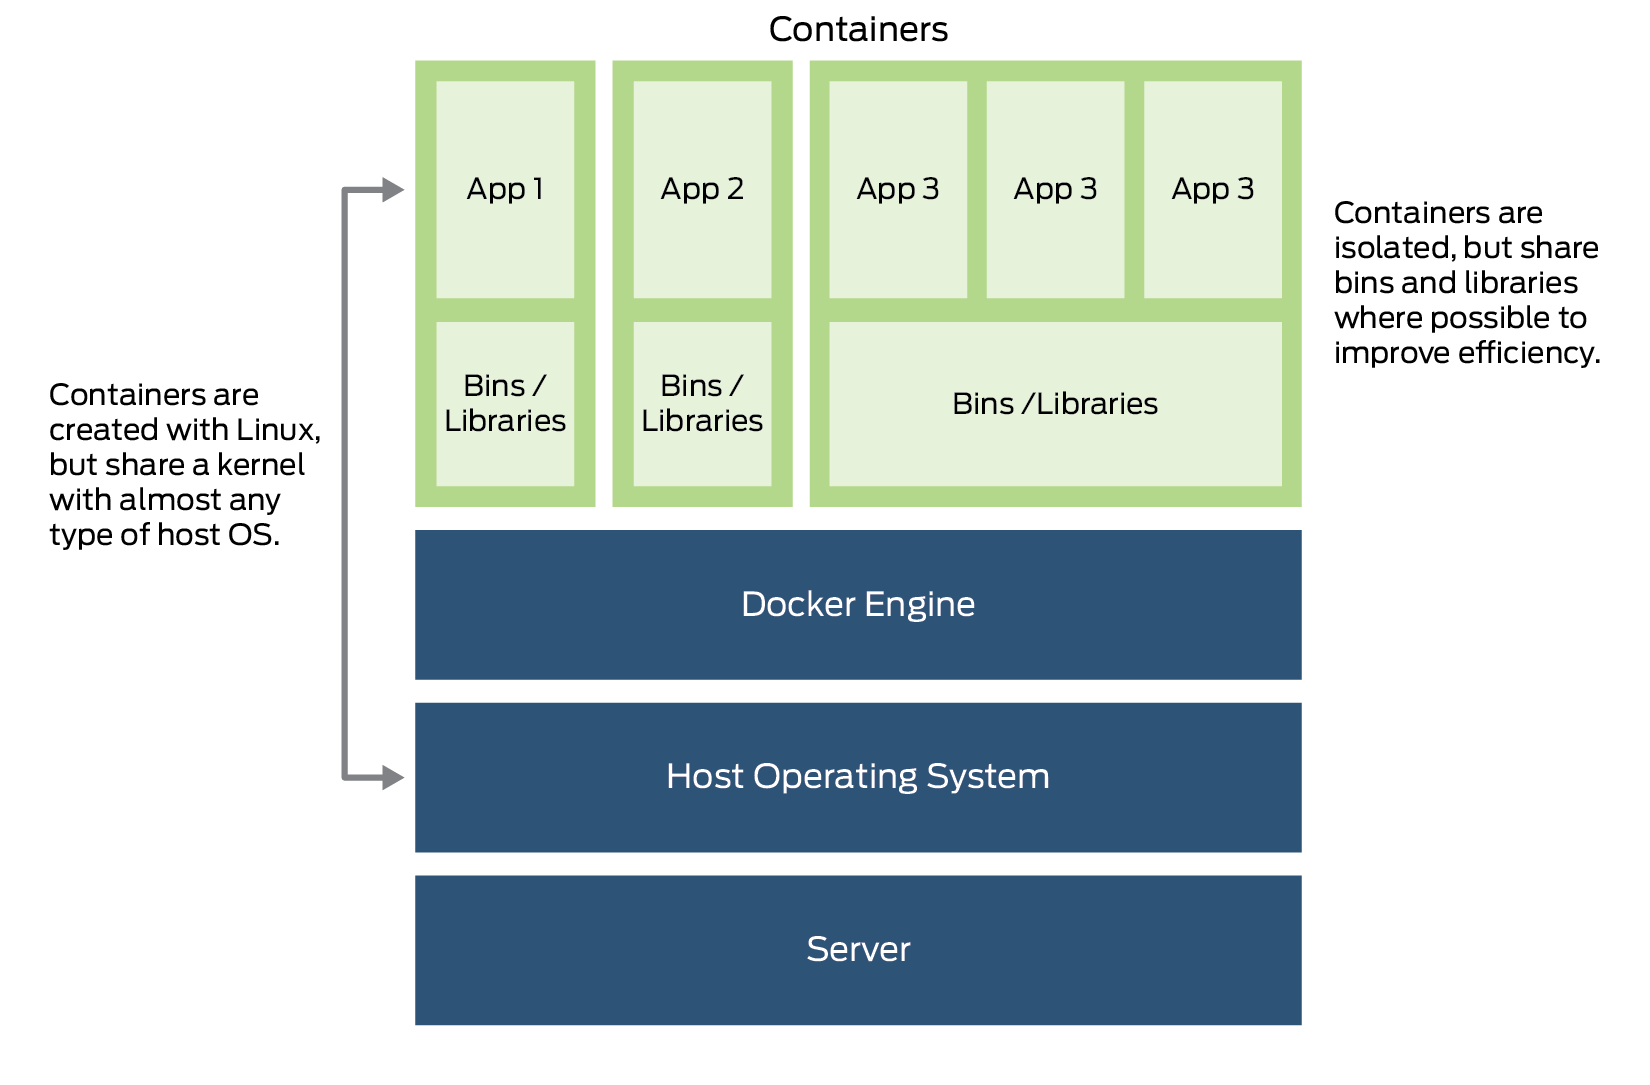 Containers
App 1
App 2
App 3
App 3
App 3
Bins /
Libraries
Bins /
Libraries
Bins /Libraries
Containers are
created with Linux,
but share a kernel
with almost any
type of host OS.
Containers are
isolated, but share
bins and libraries
where possible to
improve efficiency.
Docker Engine
Host Operating System
Server